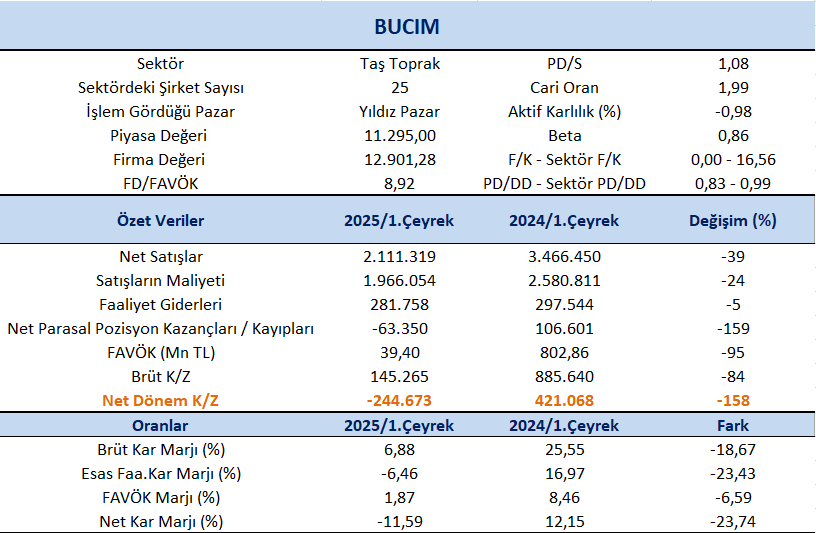 BUCIM
Sektör Taş Toprak PD/S 1,08
Sektördeki Şirket Sayısı 25 Cari Oran 1,99
İşlem Gördüğü Pazar Yıldız Pazar Aktif Karlılık (%) -0,98
Piyasa Değeri 11.295,00 Beta 0,86
Firma Değeri 12.901,28 F/K - Sektör F/K 0,00 - 16,56
FD/FAVÖK 8,92 PD/DD - Sektör PD/DD 0,83 - 0,99
Özet Veriler 2025/1.Çeyrek 2024/1.Çeyrek Değişim (%)
Net Satışlar 2.111.319 3.466.450 -39
Satışların Maliyeti 1.966.054 2.580.811 -24
Faaliyet Giderleri 281.758 297.544 -5
Net Parasal Pozisyon Kazançları / Kayıpları -63.350 106.601 -159
FAVÖK (Mn TL) 39,40 802,86 -95
Brüt K/Z 145.265 885.640 -84
Net Dönem K/Z -244.673 421.068 -158
Oranlar 2025/1.Çeyrek 2024/1.Çeyrek Fark
Brüt Kar Marjı (%) 6,88 25,55 -18,67
Esas Faa.Kar Marjı (%) -6,46 16,97 -23,43
FAVÖK Marjı (%) 1,87 8,46 -6,59
Net Kar Marjı (%) -11,59 12,15 -23,74